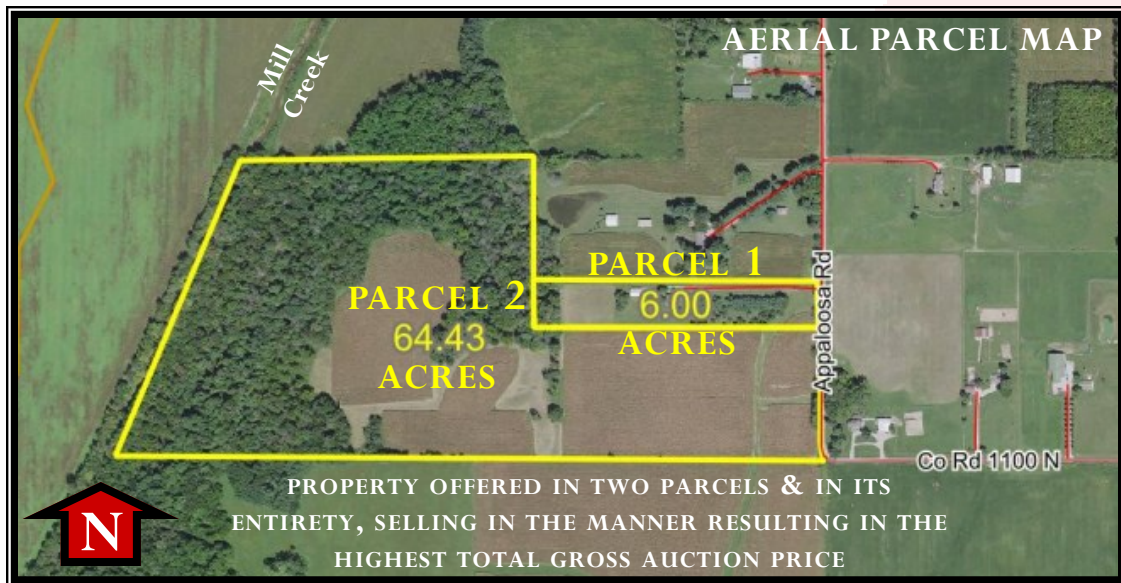 AERIAL PARCEL MAP
Mill
Creek
PARCEL 1
6.00
ACRES
PARCEL 2
64.43
ACRES
Appaloosa Rd
Co Rd 1100 N
N
PROPERTY OFFERED IN TWO PARCELS & IN ITS
ENTIRETY, SELLING IN THE MANNER RESULTING IN THE
HIGHEST TOTAL GROSS AUCTION PRICE